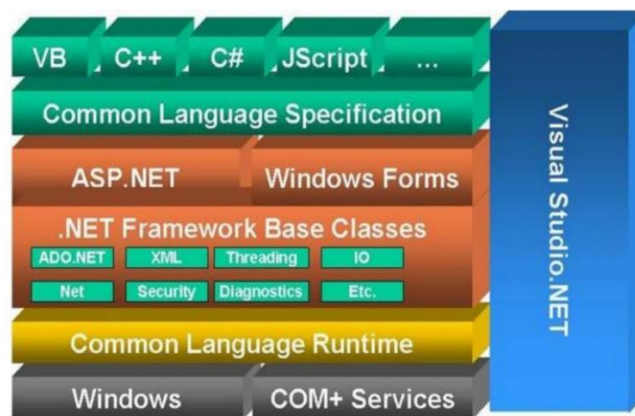 VB C++ C# JScript ...
Common Language Specification
ASP.NET Windows Forms
.NET Framework Base Classes
ADO.NET XML Threading IO
Net Security Diagnostics Etc.
Common Language Runtime
Windows COM+ Services
Visual Studio.NET